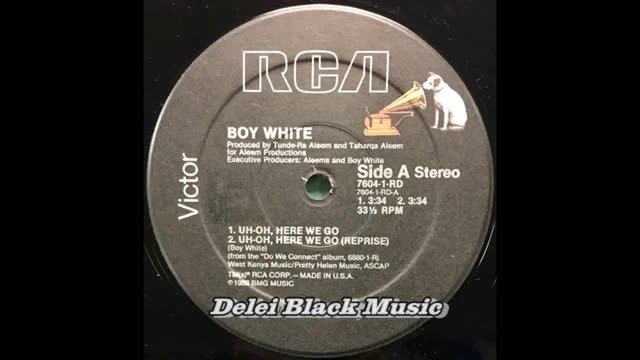 RCA
BOY WHITE
Produced by Tunde-Ra Aleem and Taharqa Aleem
for Aleem Productions
Executive Producers: Aleems and Boy White
Side A Stereo
7604-1-RD
7604-1-RD-A
1. 3:34 2. 3:34
33⅓ RPM
Victor
1. UH-OH, HERE WE GO
2. UH-OH, HERE WE GO (REPRISE)
(Boy White)
(from the "Do We Connect" album, 6880-1-R)
West Kenya Music/Pretty Helen Music, ASCAP
TM(s)® RCA CORP. – MADE IN U.S.A.
℗1988 BMG MUSIC
Delei Black Music